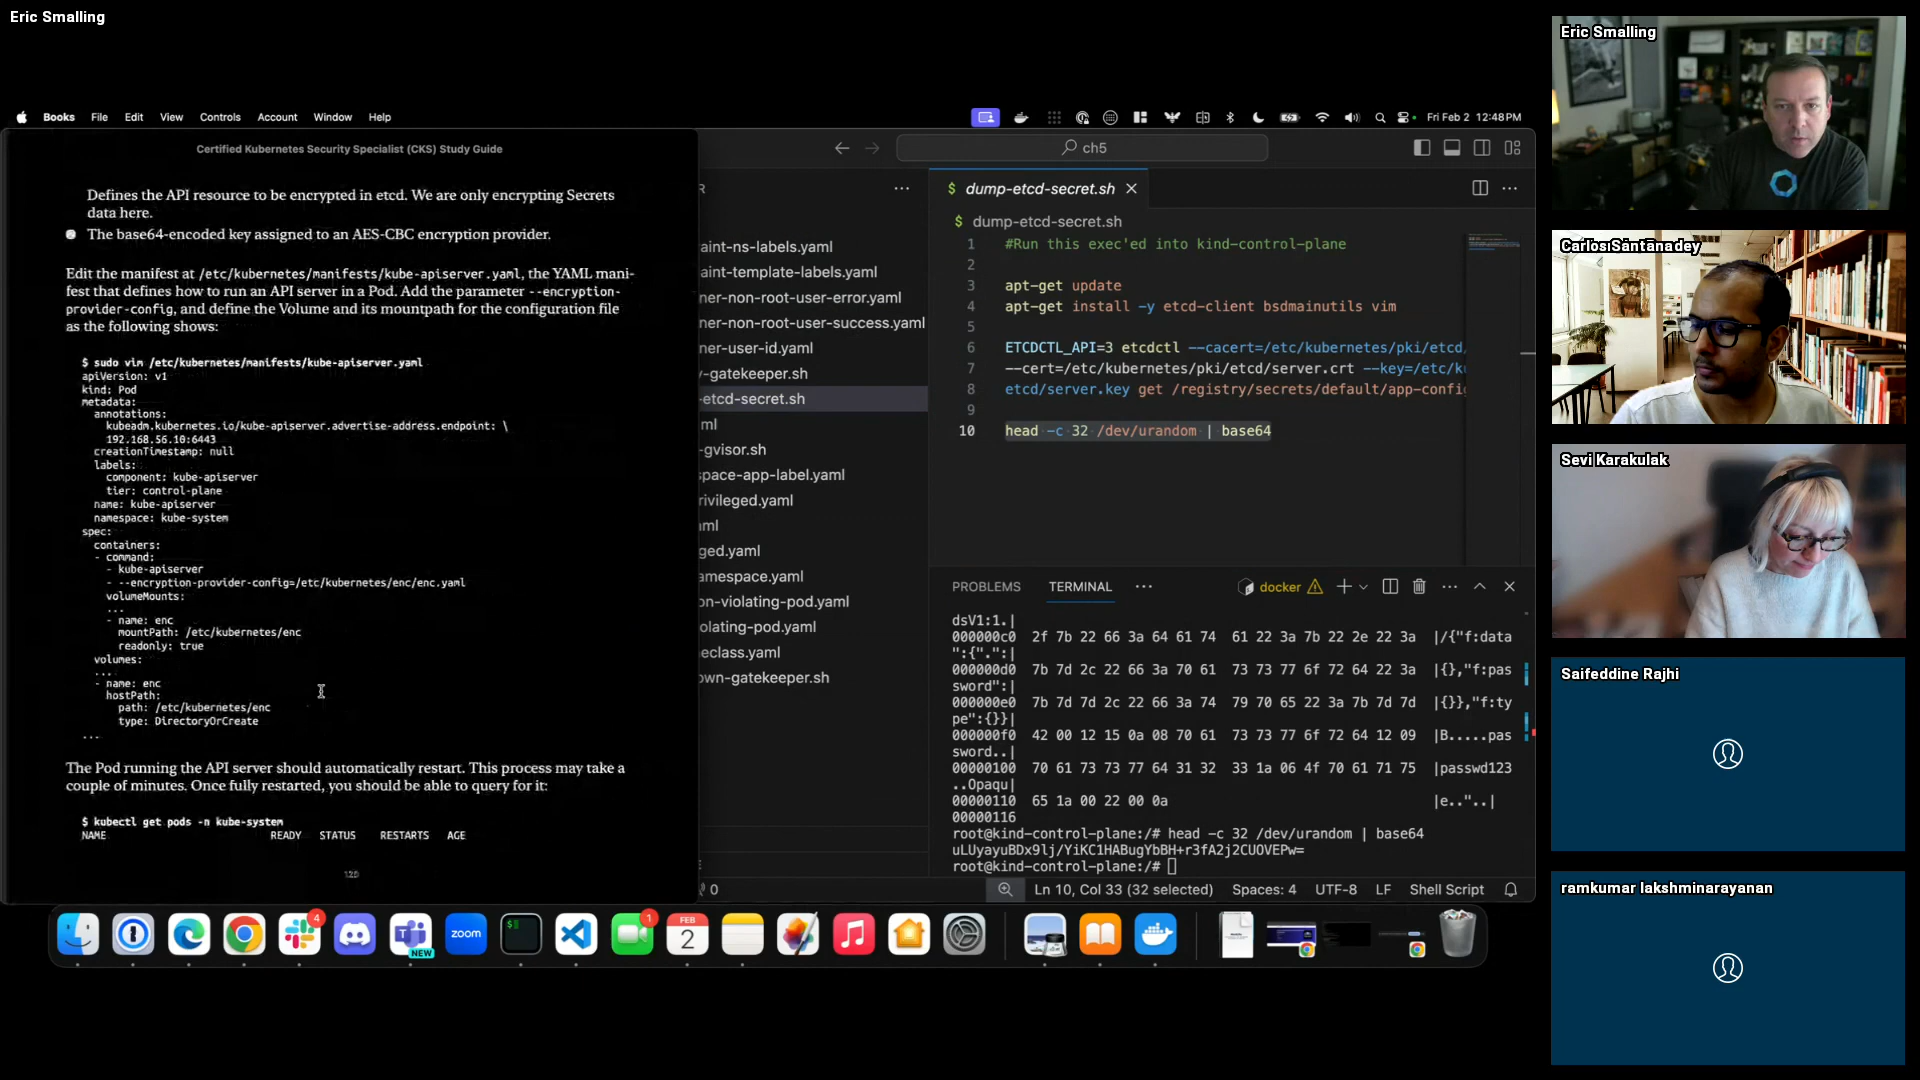 Eric Smalling
Books File Edit View Controls Account Window Help
Fri Feb 2 12:48 PM
Certified Kubernetes Security Specialist (CKS) Study Guide
Defines the API resource to be encrypted in etcd. We are only encrypting Secrets
data here.
The base64-encoded key assigned to an AES-CBC encryption provider.
Edit the manifest at /etc/kubernetes/manifests/kube-apiserver.yaml, the YAML mani-
fest that defines how to run an API server in a Pod. Add the parameter --encryption-
provider-config, and define the Volume and its mountpath for the configuration file
as the following shows:
$ sudo vim /etc/kubernetes/manifests/kube-apiserver.yaml
apiVersion: v1
kind: Pod
metadata:
annotations:
kubeadm.kubernetes.io/kube-apiserver.advertise-address.endpoint: \
192.168.56.10:6443
creationTimestamp: null
labels:
component: kube-apiserver
tier: control-plane
name: kube-apiserver
namespace: kube-system
spec:
containers:
- command:
- kube-apiserver
- --encryption-provider-config=/etc/kubernetes/enc/enc.yaml
volumeMounts:
...
- name: enc
mountPath: /etc/kubernetes/enc
readonly: true
volumes:
...
- name: enc
hostPath:
path: /etc/kubernetes/enc
type: DirectoryOrCreate
...
The Pod running the API server should automatically restart. This process may take a
couple of minutes. Once fully restarted, you should be able to query for it:
$ kubectl get pods -n kube-system
NAME READY STATUS RESTARTS AGE
120
ch5
R
aint-ns-labels.yaml
aint-template-labels.yaml
ner-non-root-user-error.yaml
ner-non-root-user-success.yaml
ner-user-id.yaml
y-gatekeeper.sh
-etcd-secret.sh
ml
-gvisor.sh
space-app-label.yaml
rivileged.yaml
aml
ged.yaml
amespace.yaml
on-violating-pod.yaml
olating-pod.yaml
eclass.yaml
own-gatekeeper.sh
$ dump-etcd-secret.sh
$ dump-etcd-secret.sh
1 #Run this exec'ed into kind-control-plane
2
3 apt-get update
4 apt-get install -y etcd-client bsdmainutils vim
5
6 ETCDCTL_API=3 etcdctl --cacert=/etc/kubernetes/pki/etcd/
7 --cert=/etc/kubernetes/pki/etcd/server.crt --key=/etc/k
8 etcd/server.key get /registry/secrets/default/app-config
9
10 head -c 32 /dev/urandom | base64
PROBLEMS TERMINAL ... docker
dsV1:1.|
000000c0 2f 7b 22 66 3a 64 61 74 61 22 3a 7b 22 2e 22 3a |/{"f:data
":{".":|
000000d0 7b 7d 2c 22 66 3a 70 61 73 73 77 6f 72 64 22 3a |{},"f:pas
sword":|
000000e0 7b 7d 7d 2c 22 66 3a 74 79 70 65 22 3a 7b 7d 7d |{}},"f:ty
pe":{}}|
000000f0 42 00 12 15 0a 08 70 61 73 73 77 6f 72 64 12 09 |B.....pas
sword..|
00000100 70 61 73 73 77 64 31 32 33 1a 06 4f 70 61 71 75 |passwd123
..Opaqu|
00000110 65 1a 00 22 00 0a |e.."..|
00000116
root@kind-control-plane:/# head -c 32 /dev/urandom | base64
uLUyayuBDx9lj/YiKC1HABugYbBH+r3fA2j2CUOVEPw=
root@kind-control-plane:/#
0 Ln 10, Col 33 (32 selected) Spaces: 4 UTF-8 LF Shell Script
4
NEW
zoom
1
FEB
2
Eric Smalling
Carlos Santana
dey
Sevi Karakulak
Saifeddine Rajhi
ramkumar lakshminarayanan